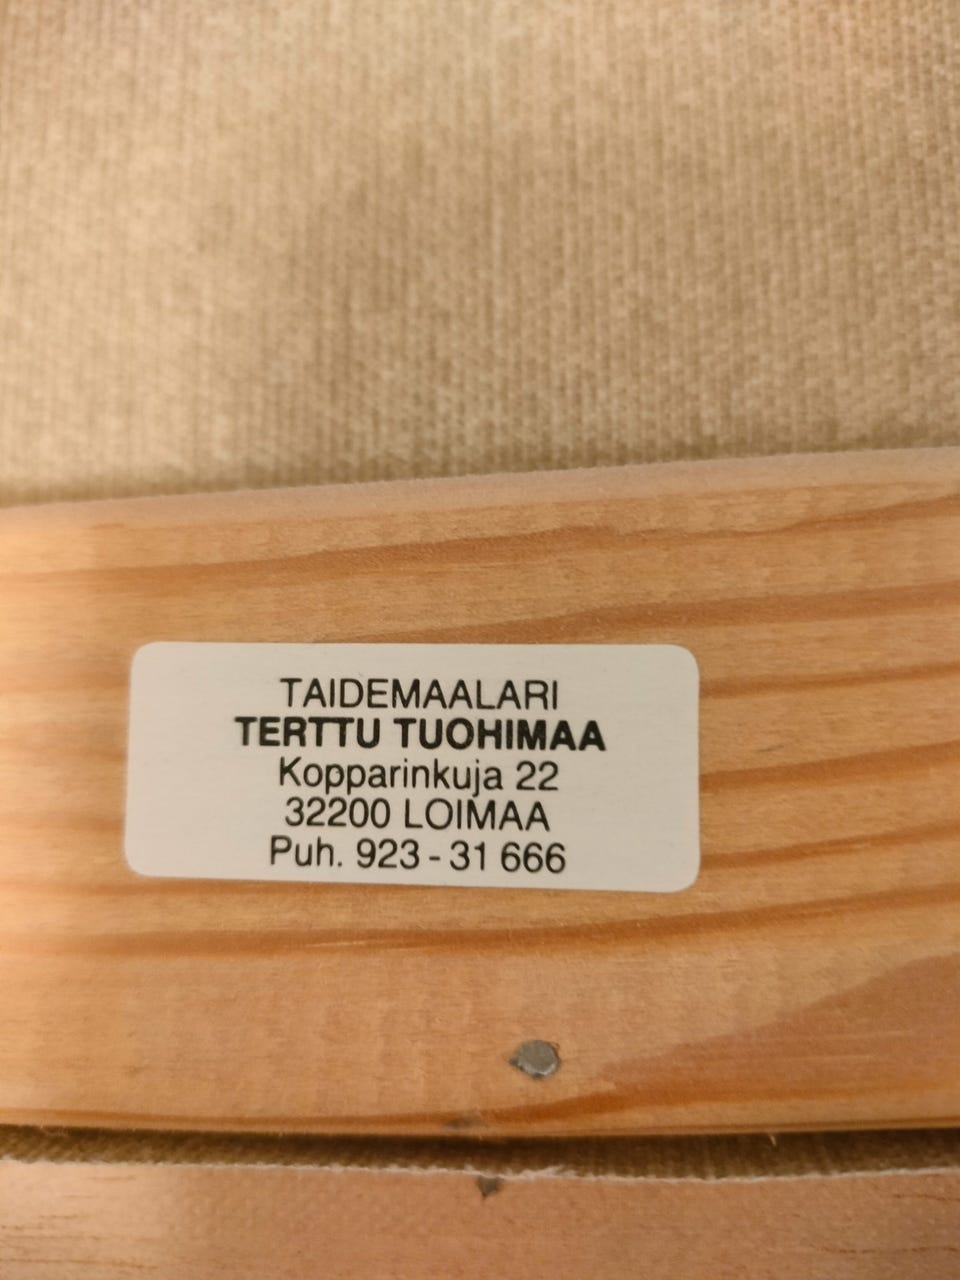 TAIDEMAALARI
TERTTU TUOHIMAA
Kopparinkuja 22
32200 LOIMAA
Puh. 923 - 31 666